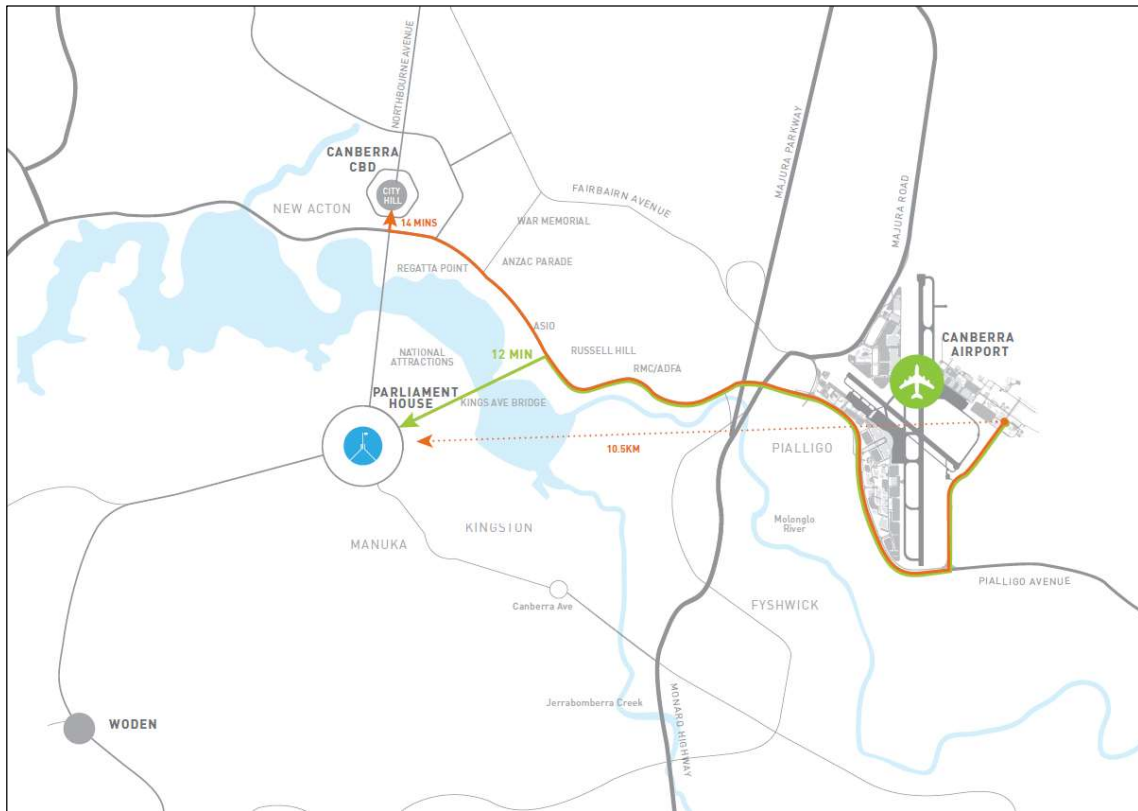 NORTHBOURNE AVENUE
CANBERRA
CBD
CITY
HILL
NEW ACTON
14 MINS
FAIRBAIRN AVENUE
WAR MEMORIAL
MAJURA PARKWAY
MAJURA ROAD
REGATTA POINT
ANZAC PARADE
ASIO
RUSSELL HILL
RMC/ADFA
CANBERRA
AIRPORT
NATIONAL
ATTRACTIONS
12 MIN
PARLIAMENT
HOUSE
KINGS AVE BRIDGE
10.5KM
PIALLIGO
Molonglo
River
KINGSTON
MANUKA
PIALLIGO AVENUE
Canberra Ave
FYSHWICK
Jerrabomberra Creek
MONARO HIGHWAY
WODEN